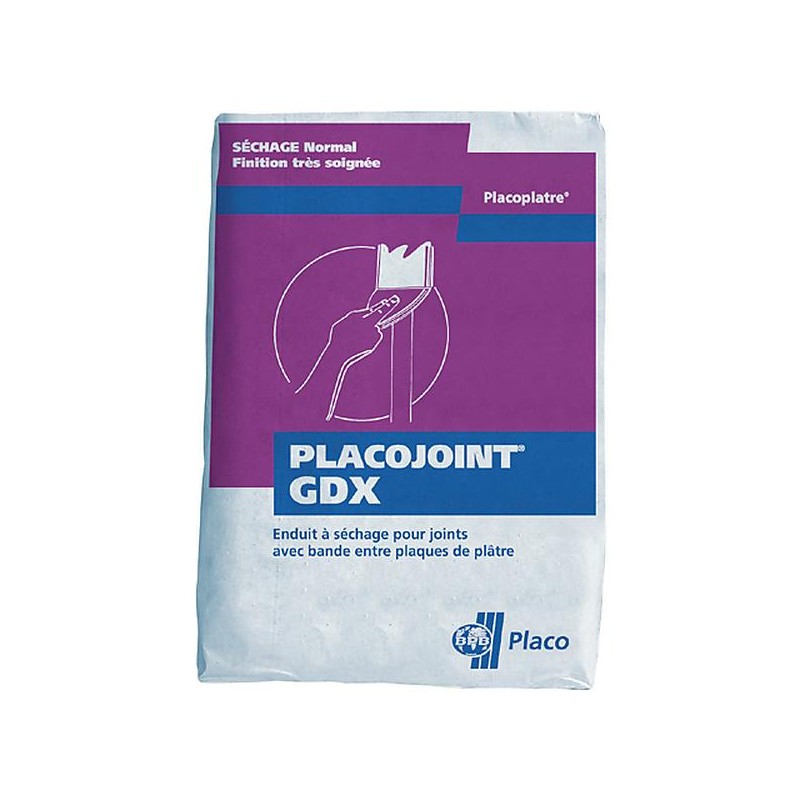 SÉCHAGE Normal
Finition très soignée
Placoplatre®
PLACOJOINT®
GDX
Enduit à séchage pour joints
avec bande entre plaques de plâtre
BPB
Placo